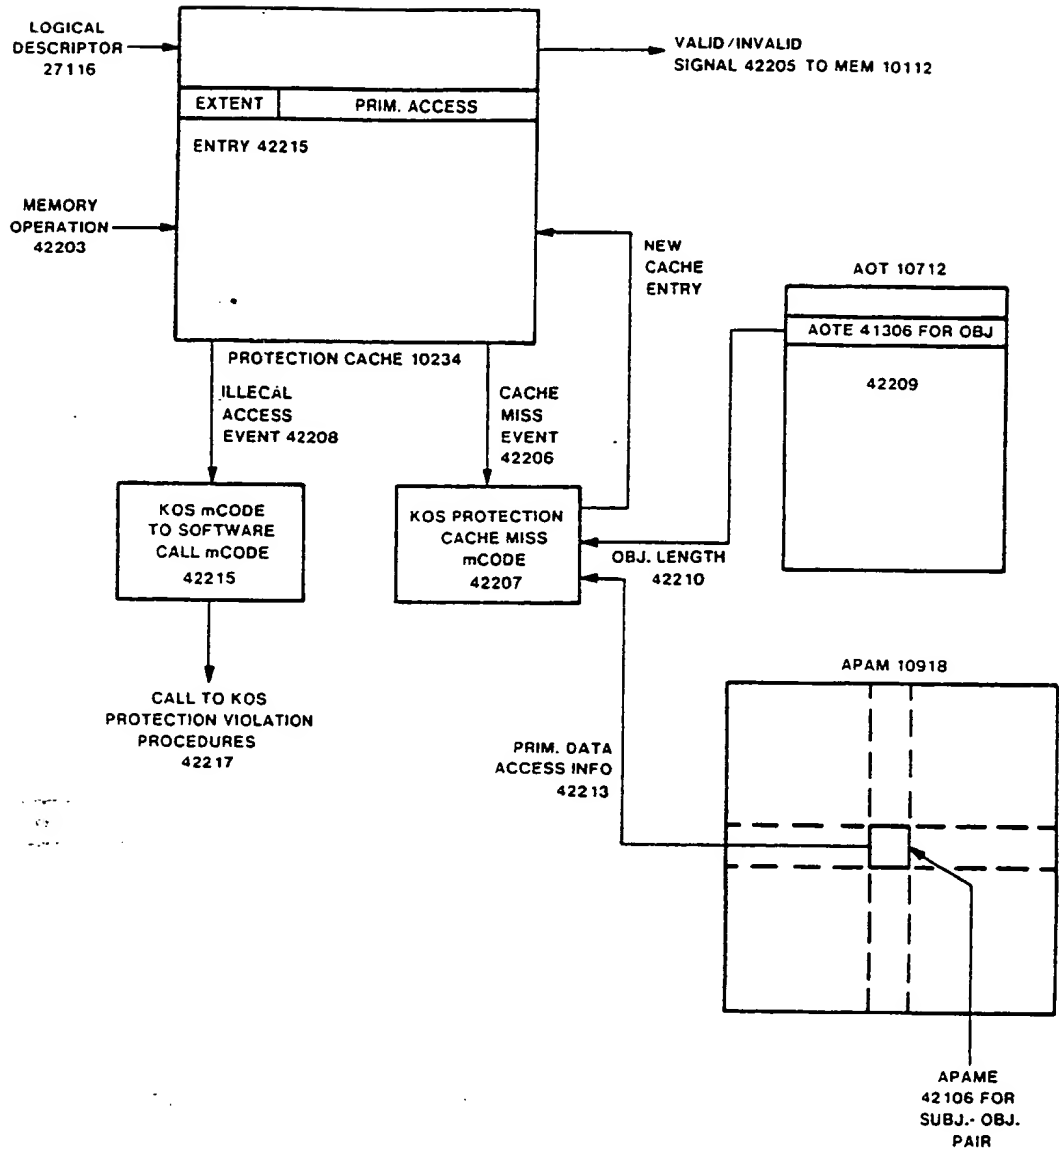 LOGICAL
DESCRIPTOR
27116
VALID/INVALID
SIGNAL 42205 TO MEM 10112
EXTENT
PRIM. ACCESS
ENTRY 42215
MEMORY
OPERATION
42203
NEW
CACHE
ENTRY
AOT 10712
AOTE 41306 FOR OBJ
42209
PROTECTION CACHE 10234
ILLECAL
ACCESS
EVENT 42208
CACHE
MISS
EVENT
42206
KOS mCODE
TO SOFTWARE
CALL mCODE
42215
KOS PROTECTION
CACHE MISS
mCODE
42207
OBJ. LENGTH
42210
CALL TO KOS
PROTECTION VIOLATION
PROCEDURES
42217
APAM 10918
PRIM. DATA
ACCESS INFO
42213
APAME
42106 FOR
SUBJ.- OBJ.
PAIR